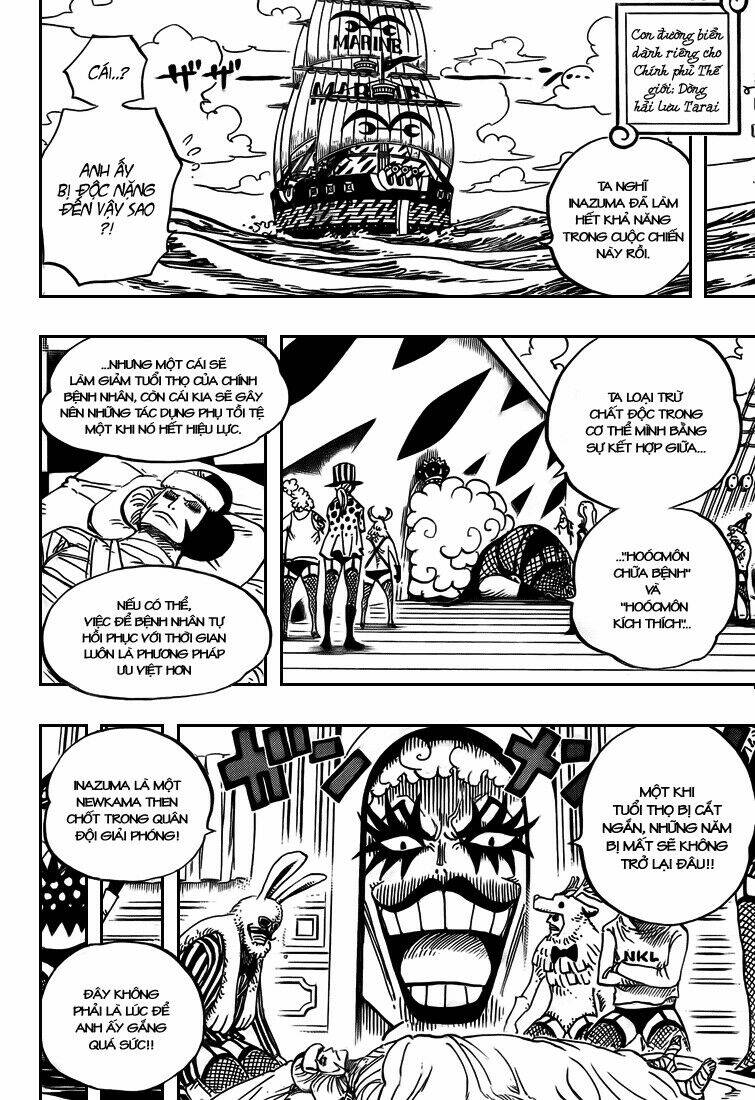 Con đường biển
dành riêng cho
Chính phủ Thế
giới; Dòng
hải lưu Tarai
CÁI..?
ザザ
MARINE
MARINE
ANH ẤY
BỊ ĐỘC NẶNG
ĐẾN VẬY SAO
?!
TA NGHĨ
INAZUMA ĐÃ LÀM
HẾT KHẢ NĂNG
TRONG CUỘC CHIẾN
NÀY RỒI.
...NHƯNG MỘT CÁI SẼ
LÀM GIẢM TUỔI THỌ CỦA CHÍNH
BỆNH NHÂN, CÒN CÁI KIA SẼ GÂY
NÊN NHỮNG TÁC DỤNG PHỤ TỒI TỆ
MỘT KHI NÓ HẾT HIỆU LỰC.
NẾU CÓ THỂ,
VIỆC ĐỂ BỆNH NHÂN TỰ
HỒI PHỤC VỚI THỜI GIAN
LUÔN LÀ PHƯƠNG PHÁP
ƯU VIỆT HƠN
TA LOẠI TRỪ
CHẤT ĐỘC TRONG
CƠ THỂ MÌNH BẰNG
SỰ KẾT HỢP GIỮA...
..."HOÓCMÔN
CHỮA BỆNH"
VÀ
"HOÓCMÔN
KÍCH THÍCH"...
INAZUMA LÀ MỘT
NEWKAMA THEN
CHỐT TRONG QUÂN
ĐỘI GIẢI PHÓNG!
ĐÂY KHÔNG
PHẢI LÀ LÚC ĐỂ
ANH ẤY GẮNG
QUÁ SỨC!!
ドーン
MỘT KHI
TUỔI THỌ BỊ CẮT
NGẮN, NHỮNG NĂM
BỊ MẤT SẼ KHÔNG
TRỞ LẠI ĐÂU!!
NKL